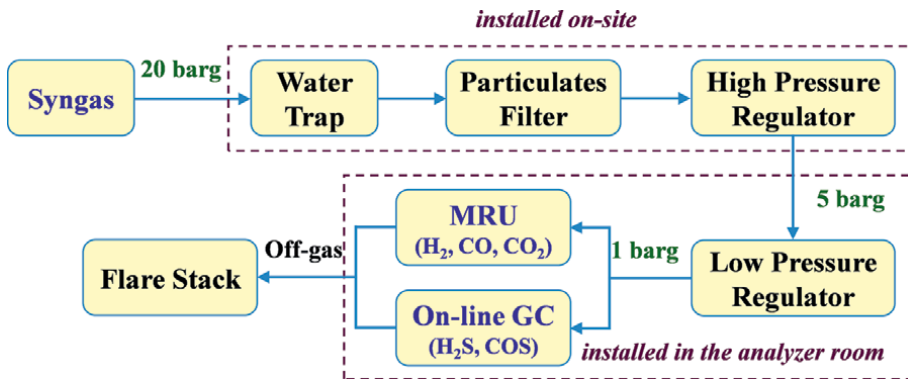 installed on-site
20 barg
Syngas
Water
Trap
Particulates
Filter
High Pressure
Regulator
5 barg
MRU
(H₂, CO, CO₂)
Off-gas
1 barg
Flare Stack
Low Pressure
Regulator
On-line GC
(H₂S, COS)
installed in the analyzer room